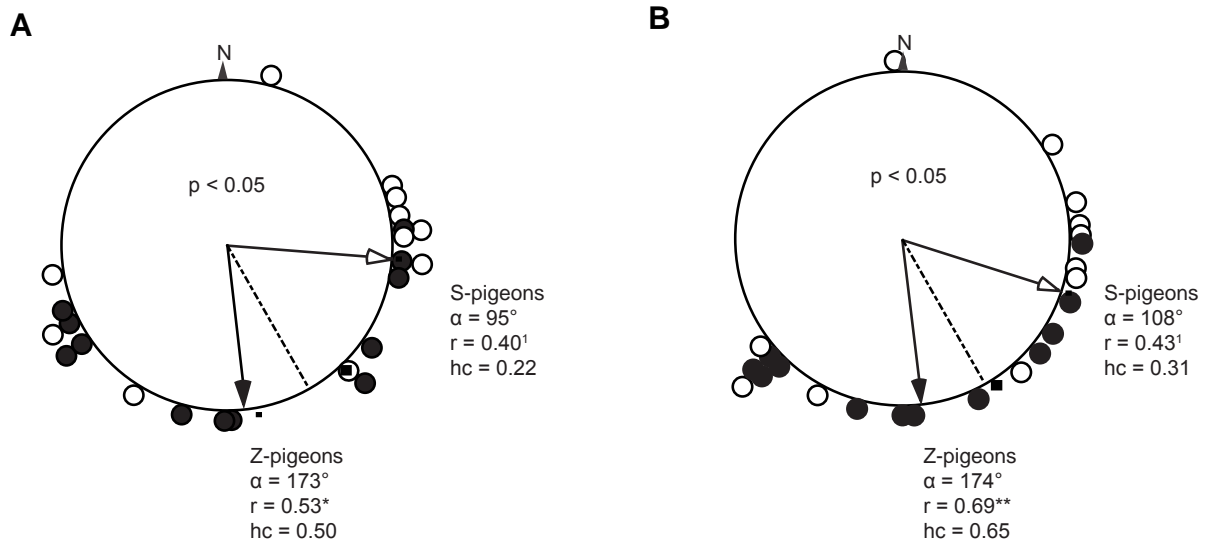 A
N
p < 0.05
S-pigeons
α = 95°
r = 0.40¹
hc = 0.22
Z-pigeons
α = 173°
r = 0.53*
hc = 0.50
B
N
p < 0.05
S-pigeons
α = 108°
r = 0.43¹
hc = 0.31
Z-pigeons
α = 174°
r = 0.69**
hc = 0.65